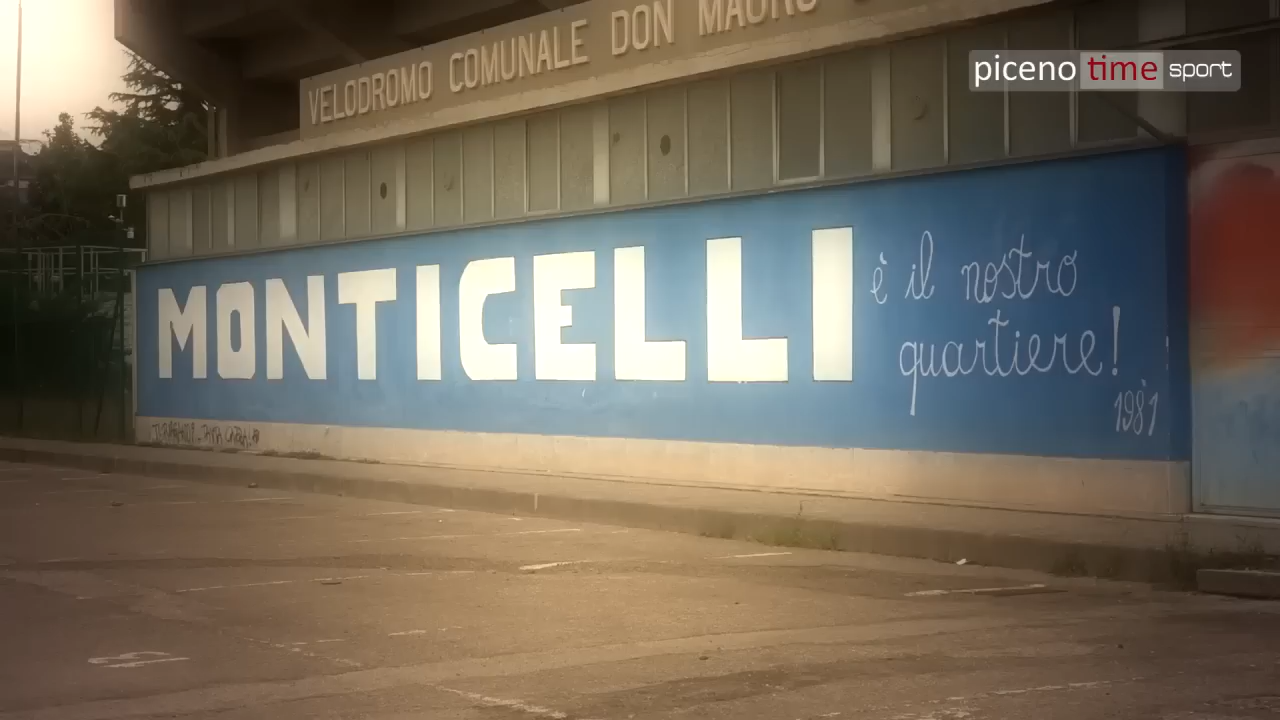 VELODROMO COMUNALE DON MAURO
piceno time sport
MONTICELLI è il nostro
quartiere!
1981